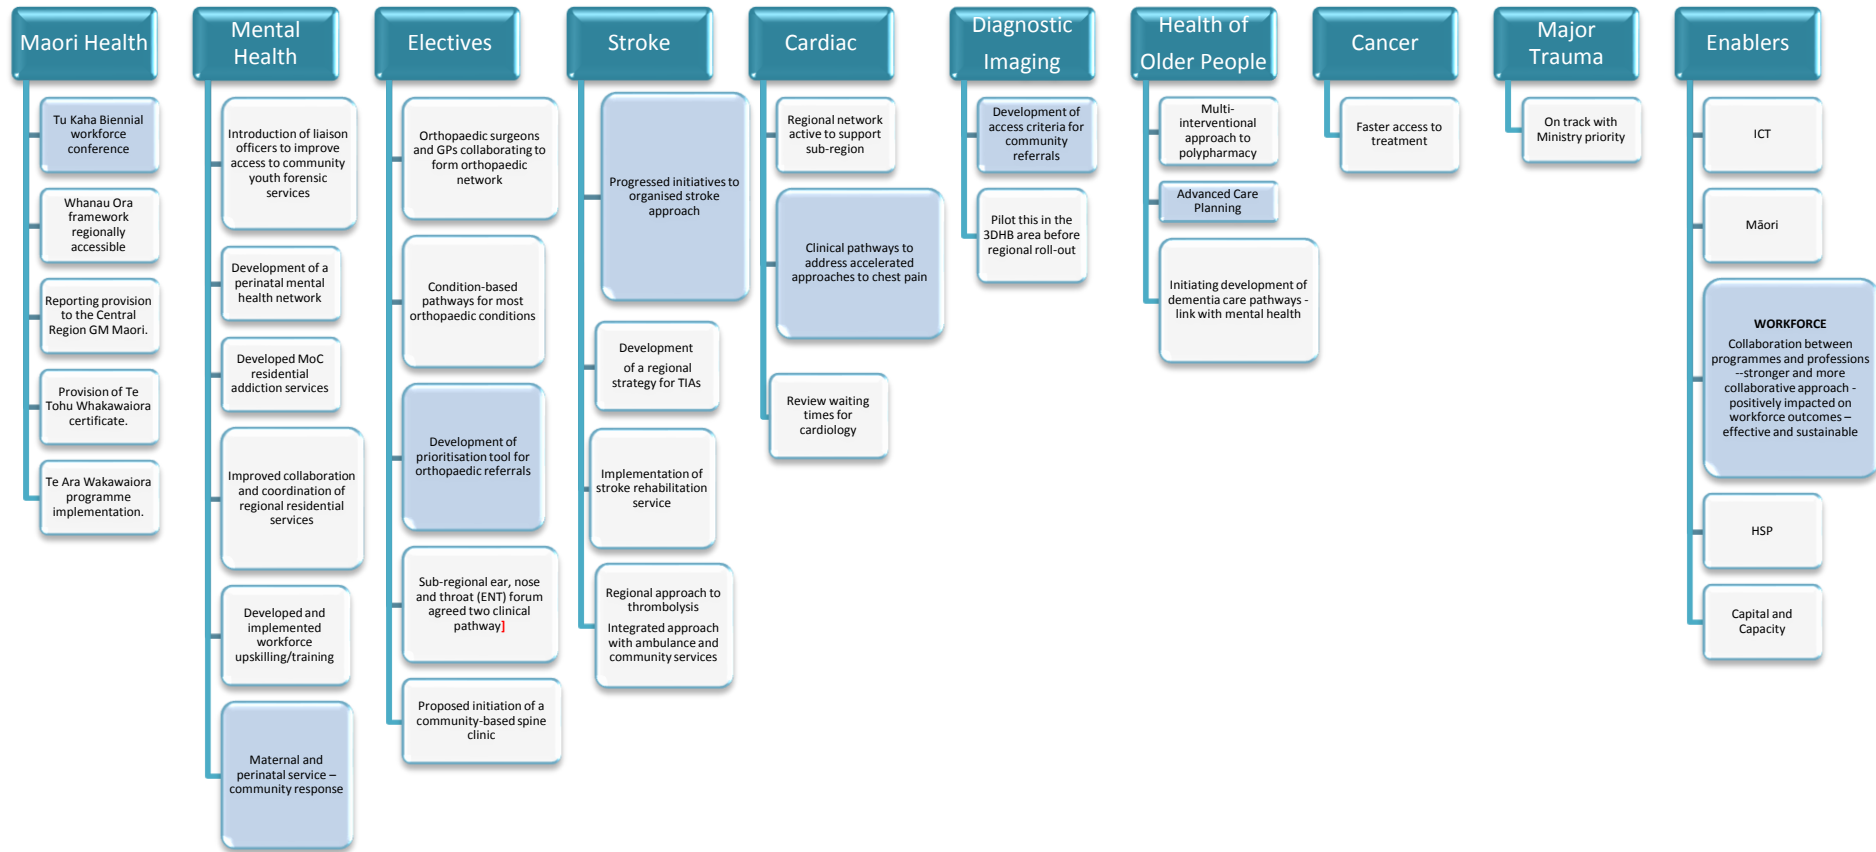 Maori Health
Tu Kaha Biennial
workforce
conference
Whanau Ora
framework
regionally
accessible
Reporting provision
to the Central
Region GM Maori.
Provision of Te
Tohu Whakawaiora
certificate.
Te Ara Wakawaiora
programme
implementation.
Mental
Health
Introduction of liaison
officers to improve
access to community
youth forensic
services
Development of a
perinatal mental
health network
Developed MoC
residential
addiction services
Improved collaboration
and coordination of
regional residential
services
Developed and
implemented
workforce
upskilling/training
Maternal and
perinatal service –
community response
Electives
Orthopaedic surgeons
and GPs collaborating to
form orthopaedic
network
Condition-based
pathways for most
orthopaedic conditions
Development of
prioritisation tool for
orthopaedic referrals
Sub-regional ear, nose
and throat (ENT) forum
agreed two clinical
pathway]
Proposed initiation of a
community-based spine
clinic
Stroke
Progressed initiatives to
organised stroke
approach
Development
of a regional
strategy for TIAs
Implementation of
stroke rehabilitation
service
Regional approach to
thrombolysis
Integrated approach
with ambulance and
community services
Cardiac
Regional network
active to support
sub-region
Clinical pathways to
address accelerated
approaches to chest pain
Review waiting
times for
cardiology
Diagnostic
Imaging
Development of
access criteria for
community
referrals
Pilot this in the
3DHB area before
regional roll-out
Health of
Older People
Multi-
interventional
approach to
polypharmacy
Advanced Care
Planning
Initiating development of
dementia care pathways -
link with mental health
Cancer
Faster access to
treatment
Major
Trauma
On track with
Ministry priority
Enablers
ICT
Māori
WORKFORCE
Collaboration between
programmes and professions
--stronger and more
collaborative approach -
positively impacted on
workforce outcomes –
effective and sustainable
HSP
Capital and
Capacity